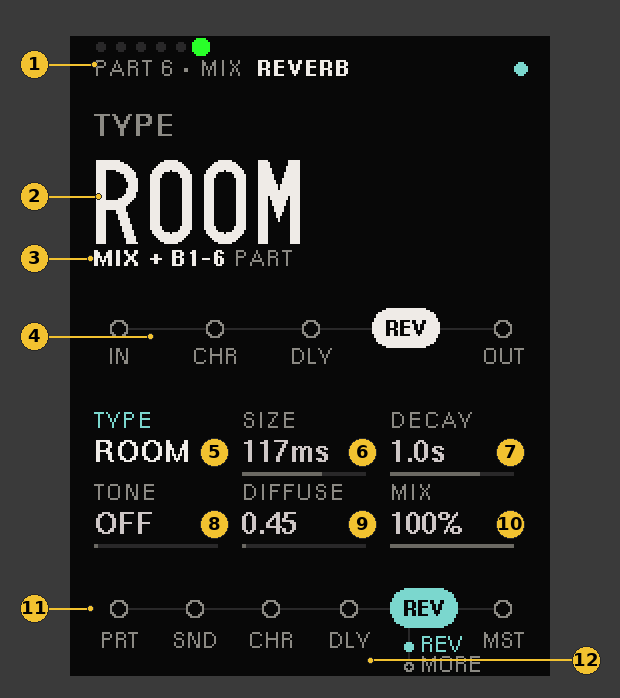 1 PART 6 · MIX REVERB
TYPE
2 ROOM
3 MIX + B1-6 PART
REV
4 IN CHR DLY OUT
TYPE SIZE DECAY
ROOM 5 117ms 6 1.0s 7
TONE DIFFUSE MIX
OFF 8 0.45 9 100% 10
11 REV
PRT SND CHR DLY REV MST
MORE 12